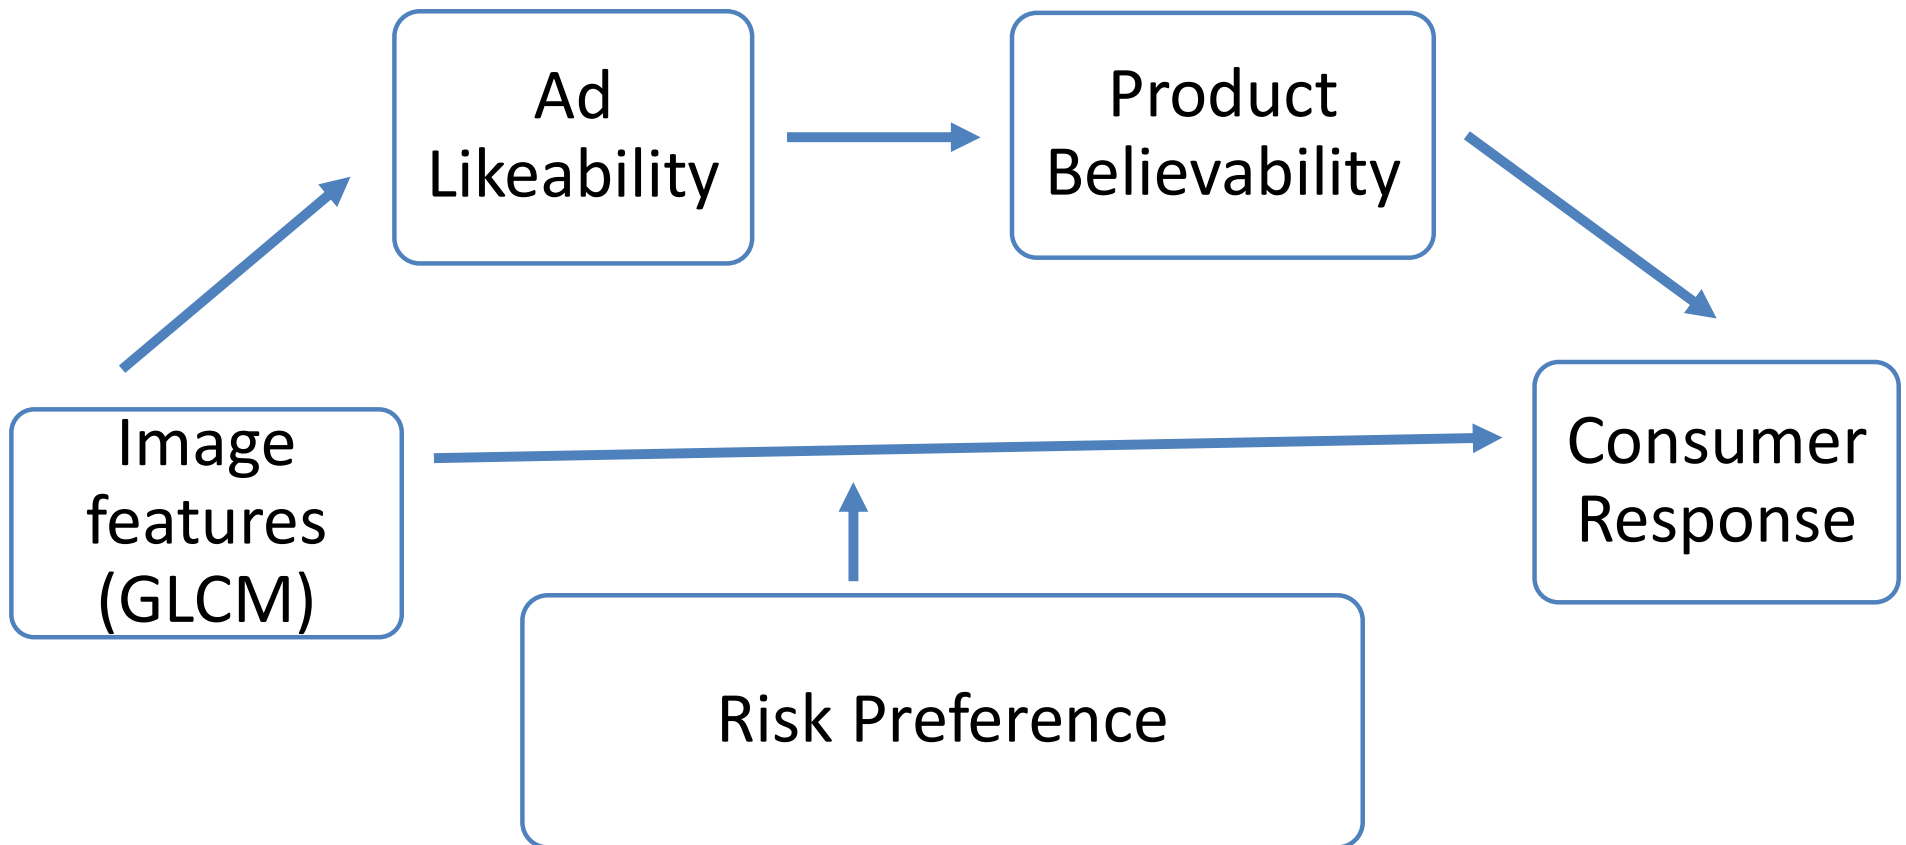 Ad
Likeability
Product
Believability
Image
features
(GLCM)
Consumer
Response
Risk Preference